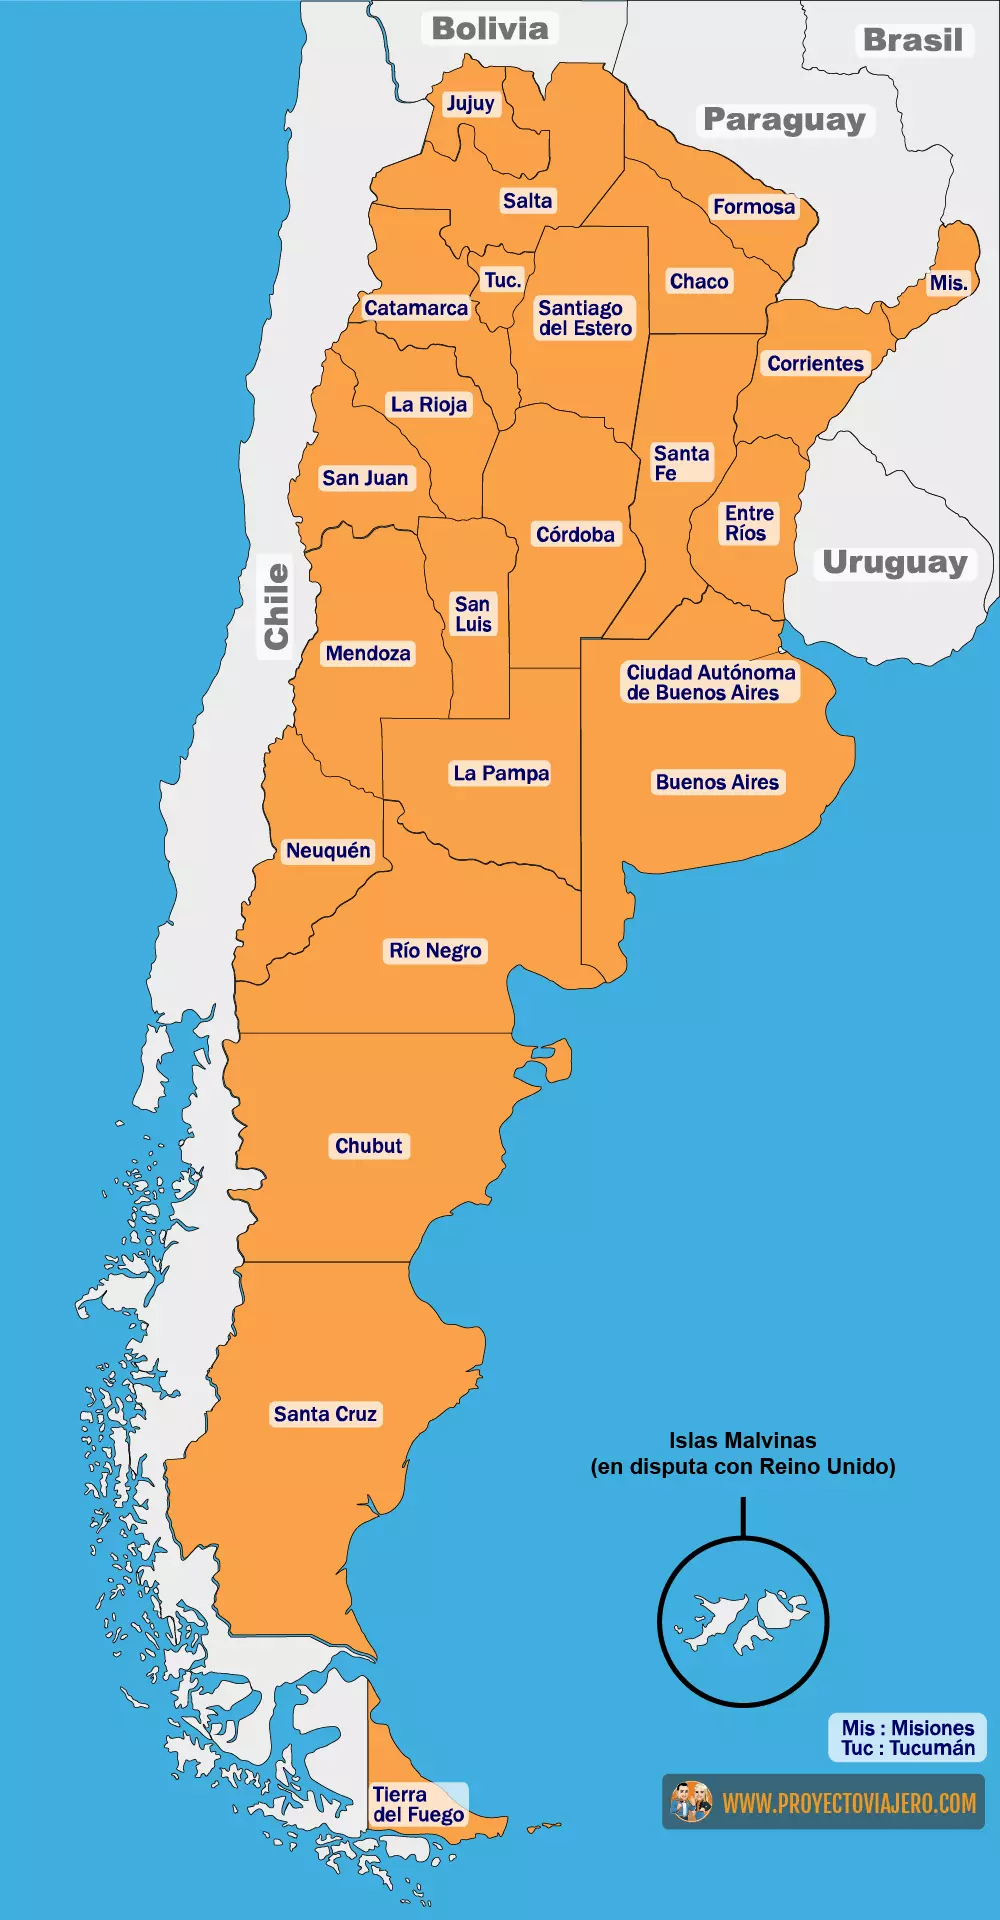 Bolivia
Brasil
Jujuy
Paraguay
Salta
Formosa
Tuc.
Chaco
Mis.
Catamarca
Santiago
del Estero
Corrientes
La Rioja
Santa
Fe
San Juan
Entre
Ríos
Córdoba
Uruguay
Chile
San
Luis
Mendoza
Ciudad Autónoma
de Buenos Aires
La Pampa
Buenos Aires
Neuquén
Río Negro
Chubut
Santa Cruz
Islas Malvinas
(en disputa con Reino Unido)
Mis : Misiones
Tuc : Tucumán
Tierra
del Fuego
WWW.PROYECTOVIAJERO.COM